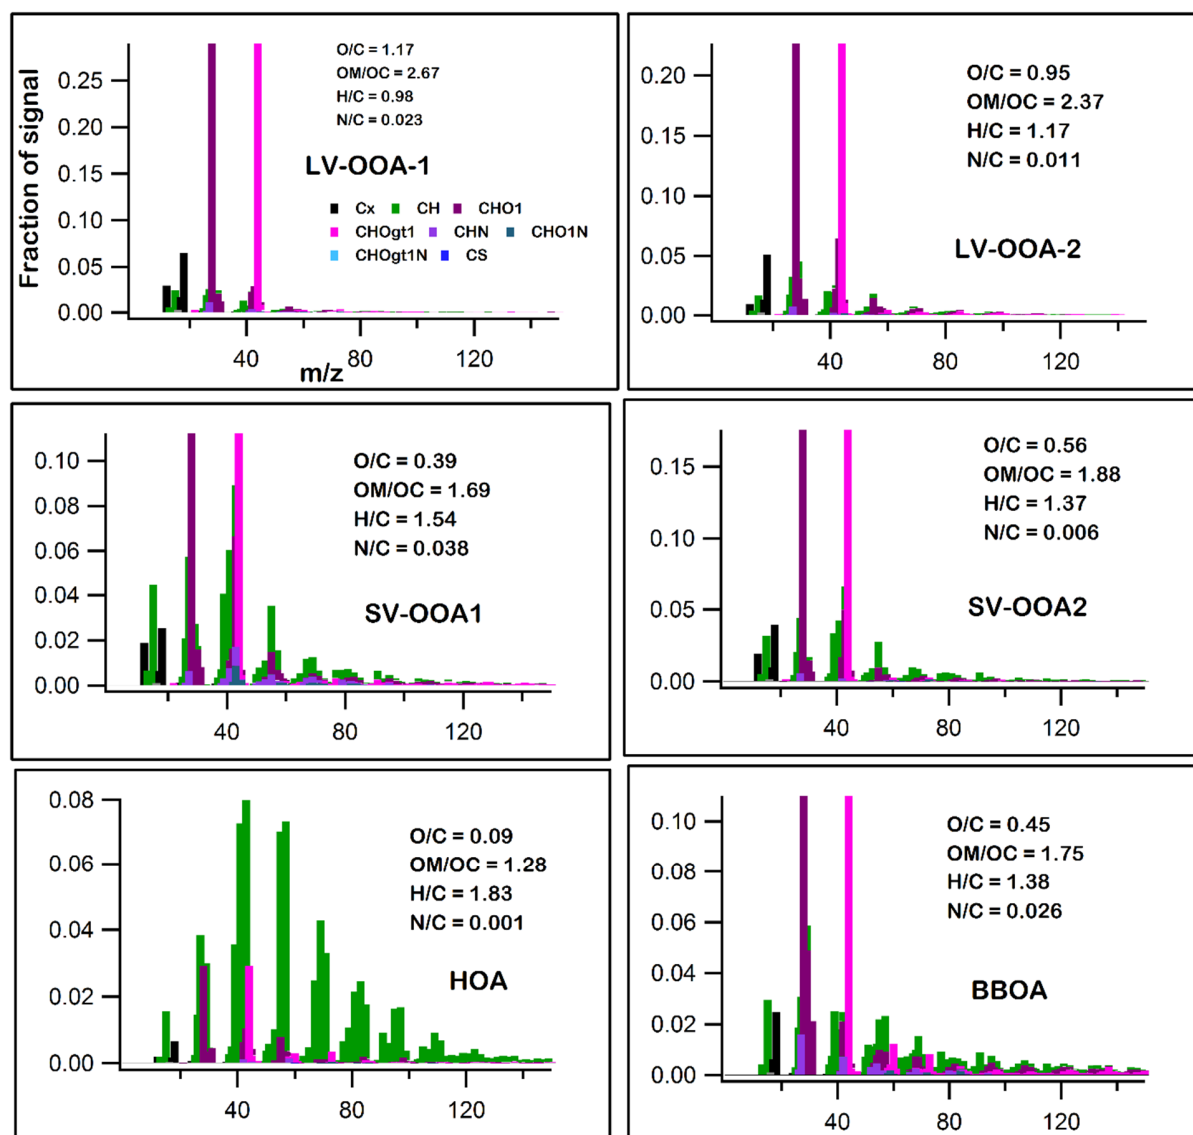 Fraction of signal
0.25
0.20
0.15
0.10
0.05
0.00
O/C = 1.17
OM/OC = 2.67
H/C = 0.98
N/C = 0.023
LV-OOA-1
Cx CH CHO1
CHOgt1 CHN CHO1N
CHOgt1N CS
40 80 120
m/z
0.20
0.15
0.10
0.05
0.00
O/C = 0.95
OM/OC = 2.37
H/C = 1.17
N/C = 0.011
LV-OOA-2
40 80 120
0.10
0.08
0.06
0.04
0.02
0.00
O/C = 0.39
OM/OC = 1.69
H/C = 1.54
N/C = 0.038
SV-OOA1
40 80 120
0.15
0.10
0.05
0.00
O/C = 0.56
OM/OC = 1.88
H/C = 1.37
N/C = 0.006
SV-OOA2
40 80 120
0.08
0.06
0.04
0.02
0.00
O/C = 0.09
OM/OC = 1.28
H/C = 1.83
N/C = 0.001
HOA
40 80 120
0.10
0.08
0.06
0.04
0.02
0.00
O/C = 0.45
OM/OC = 1.75
H/C = 1.38
N/C = 0.026
BBOA
40 80 120